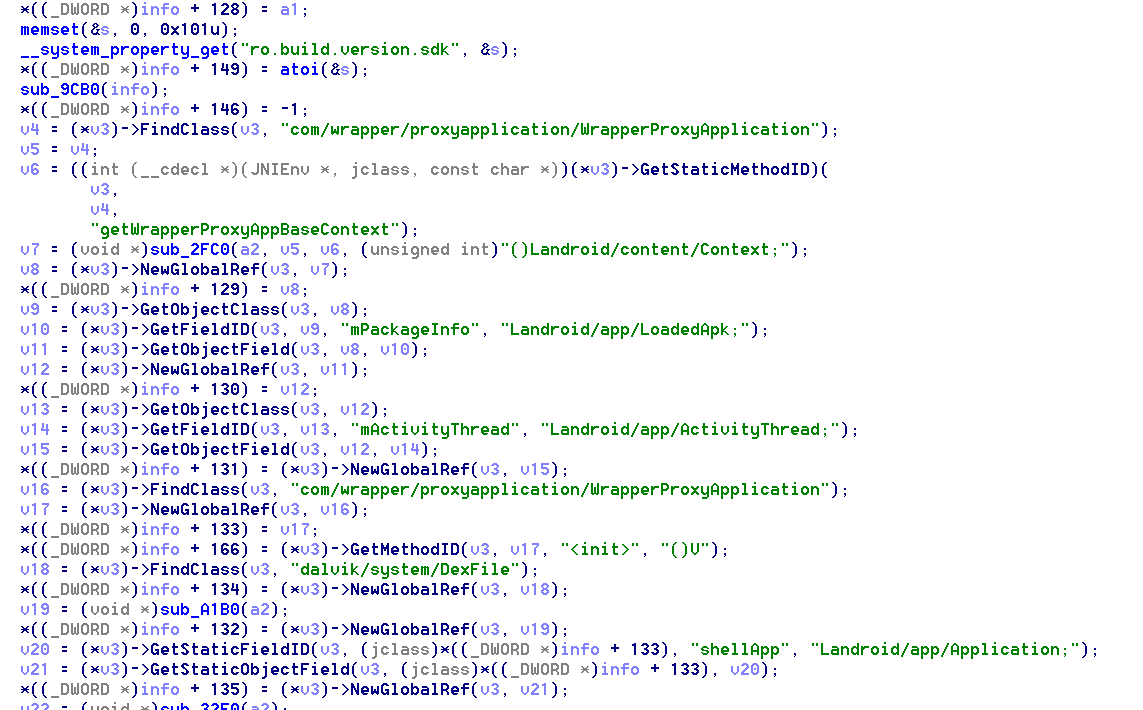 *((_DWORD *)info + 128) = a1;
memset(&s, 0, 0x101u);
__system_property_get("ro.build.version.sdk", &s);
*((_DWORD *)info + 149) = atoi(&s);
sub_9CB0(info);
*((_DWORD *)info + 146) = -1;
v4 = (*v3)->FindClass(v3, "com/wrapper/proxyapplication/WrapperProxyApplication");
v5 = v4;
v6 = ((int (__cdecl *)(JNIEnv *, jclass, const char *))(*v3)->GetStaticMethodID)(
v3,
v4,
"getWrapperProxyAppBaseContext");
v7 = (void *)sub_2FC0(a2, v5, v6, (unsigned int)"()Landroid/content/Context;");
v8 = (*v3)->NewGlobalRef(v3, v7);
*((_DWORD *)info + 129) = v8;
v9 = (*v3)->GetObjectClass(v3, v8);
v10 = (*v3)->GetFieldID(v3, v9, "mPackageInfo", "Landroid/app/LoadedApk;");
v11 = (*v3)->GetObjectField(v3, v8, v10);
v12 = (*v3)->NewGlobalRef(v3, v11);
*((_DWORD *)info + 130) = v12;
v13 = (*v3)->GetObjectClass(v3, v12);
v14 = (*v3)->GetFieldID(v3, v13, "mActivityThread", "Landroid/app/ActivityThread;");
v15 = (*v3)->GetObjectField(v3, v12, v14);
*((_DWORD *)info + 131) = (*v3)->NewGlobalRef(v3, v15);
v16 = (*v3)->FindClass(v3, "com/wrapper/proxyapplication/WrapperProxyApplication");
v17 = (*v3)->NewGlobalRef(v3, v16);
*((_DWORD *)info + 133) = v17;
*((_DWORD *)info + 166) = (*v3)->GetMethodID(v3, v17, "<init>", "()V");
v18 = (*v3)->FindClass(v3, "dalvik/system/DexFile");
*((_DWORD *)info + 134) = (*v3)->NewGlobalRef(v3, v18);
v19 = (void *)sub_A1B0(a2);
*((_DWORD *)info + 132) = (*v3)->NewGlobalRef(v3, v19);
v20 = (*v3)->GetStaticFieldID(v3, (jclass)*((_DWORD *)info + 133), "shellApp", "Landroid/app/Application;");
v21 = (*v3)->GetStaticObjectField(v3, (jclass)*((_DWORD *)info + 133), v20);
*((_DWORD *)info + 135) = (*v3)->NewGlobalRef(v3, v21);
v22 = (void *)sub_32E0(a2);